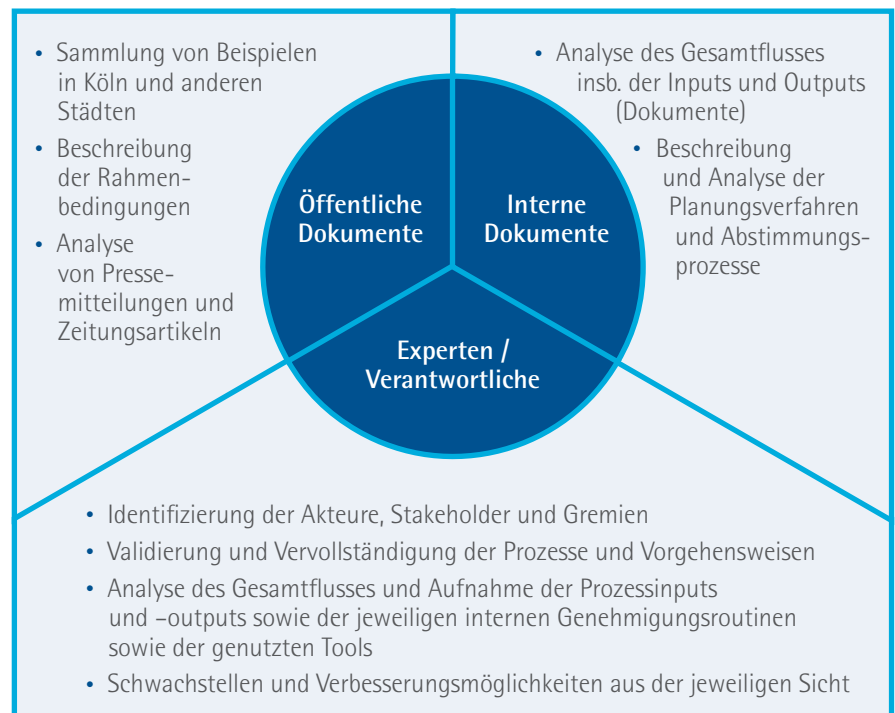 • Sammlung von Beispielen
in Köln und anderen
Städten
• Beschreibung
der Rahmen-
bedingungen
• Analyse
von Presse-
mitteilungen und
Zeitungsartikeln
Öffentliche
Dokumente
Interne
Dokumente
• Analyse des Gesamtflusses
insb. der Inputs und Outputs
(Dokumente)
• Beschreibung
und Analyse der
Planungsverfahren
und Abstimmungs-
prozesse
Experten /
Verantwortliche
• Identifizierung der Akteure, Stakeholder und Gremien
• Validierung und Vervollständigung der Prozesse und Vorgehensweisen
• Analyse des Gesamtflusses und Aufnahme der Prozessinputs
und –outputs sowie der jeweiligen internen Genehmigungsroutinen
sowie der genutzten Tools
• Schwachstellen und Verbesserungsmöglichkeiten aus der jeweiligen Sicht